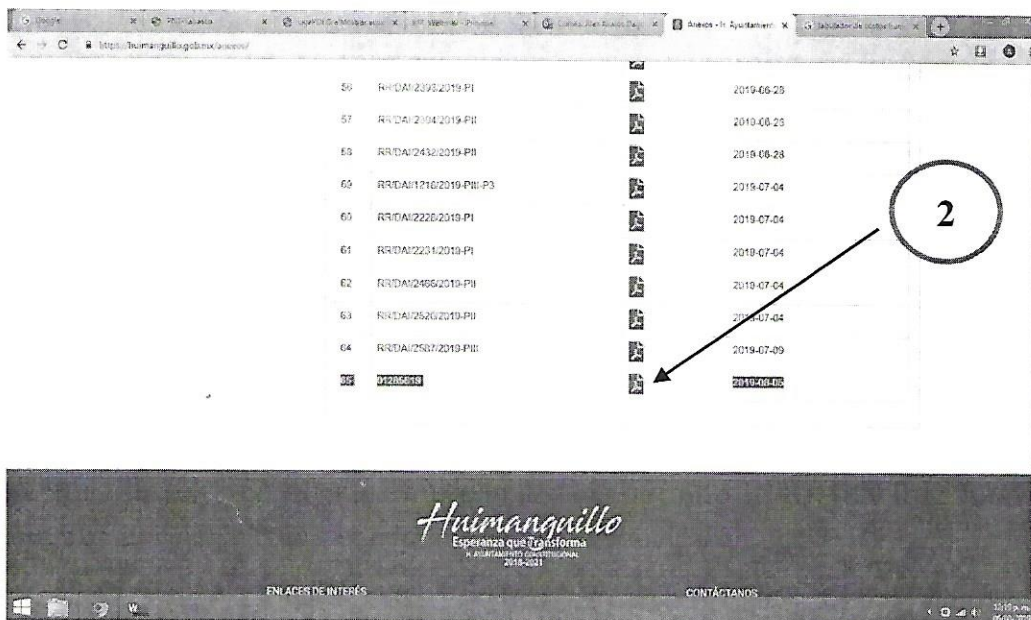 Google
https://huimanguillo.gob.mx/anexos/
56 RR/DAI/2393/2019-PI 2019-06-28
57 RR/DAI/2394/2019-PII 2019-06-28
58 RR/DAI/2432/2019-PII 2019-06-28
59 RR/DAI/1216/2019-PIII-P3 2019-07-04
60 RR/DAI/2228/2019-PI 2019-07-04
61 RR/DAI/2231/2019-PI 2019-07-04
62 RR/DAI/2466/2019-PII 2019-07-04
63 RR/DAI/2526/2019-PII 2019-07-04
64 RR/DAI/2587/2019-PIII 2019-07-09
65 2019-08-05
2
Huimanguillo
Esperanza que Transforma
H. AYUNTAMIENTO CONSTITUCIONAL
2018-2021
ENLACES DE INTERÉS CONTÁCTANOS